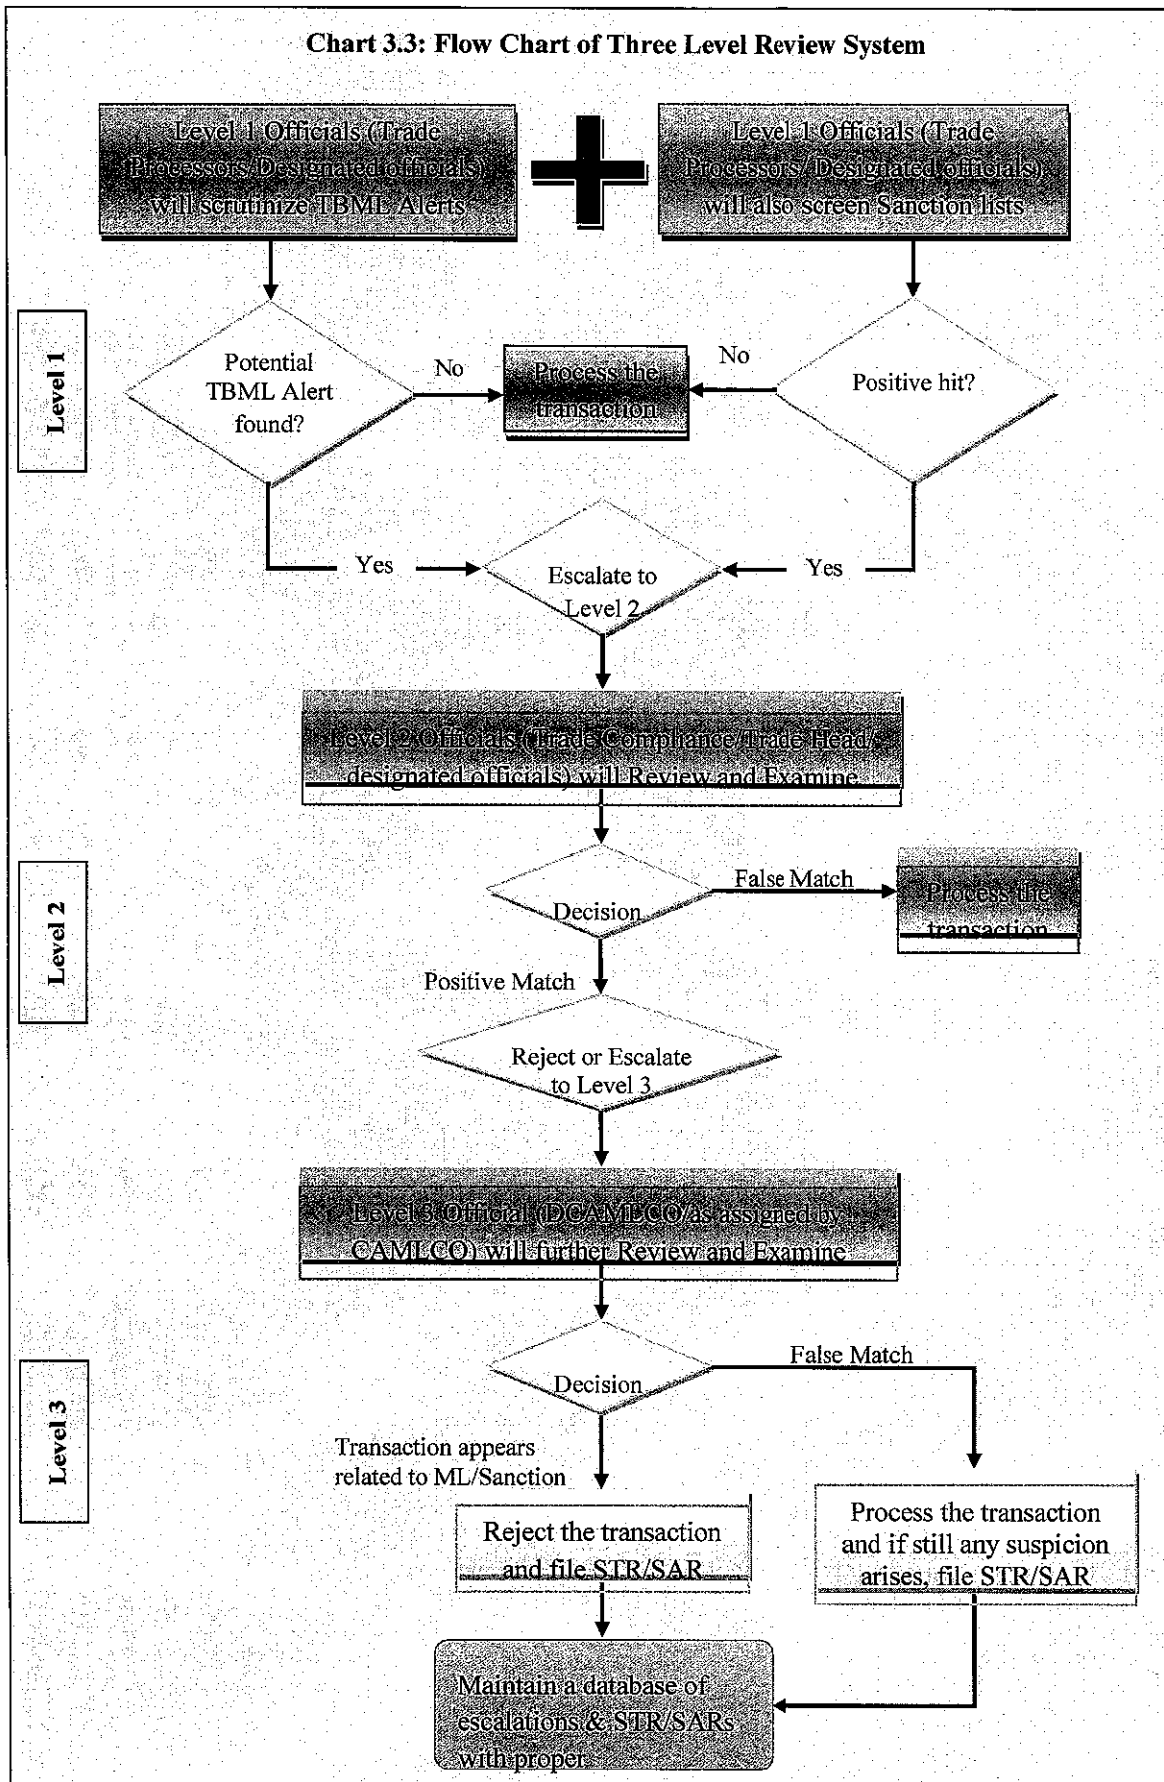 Chart 3.3: Flow Chart of Three Level Review System
Level 1 Officials (Trade
Processors/Designated officials)
will scrutinize TBML Alerts
Level 1 Officials (Trade
Processors/ Designated officials)
will also screen Sanction lists
Level 1
Potential
TBML Alert
found?
No
Process the
transaction
No
Positive hit?
Yes
Escalate to
Level 2
Yes
Level 2 Officials (Trade Compliance/Trade Head/
designated officials) will Review and Examine
Level 2
Decision
False Match
Process the
transaction
Positive Match
Reject or Escalate
to Level 3
Level 3 Official (DCAMLCO/as assigned by
CAMLCO) will further Review and Examine
Level 3
Decision
False Match
Transaction appears
related to ML/Sanction
Reject the transaction
and file STR/SAR
Process the transaction
and if still any suspicion
arises, file STR/SAR
Maintain a database of
escalations & STR/SARs
with proper